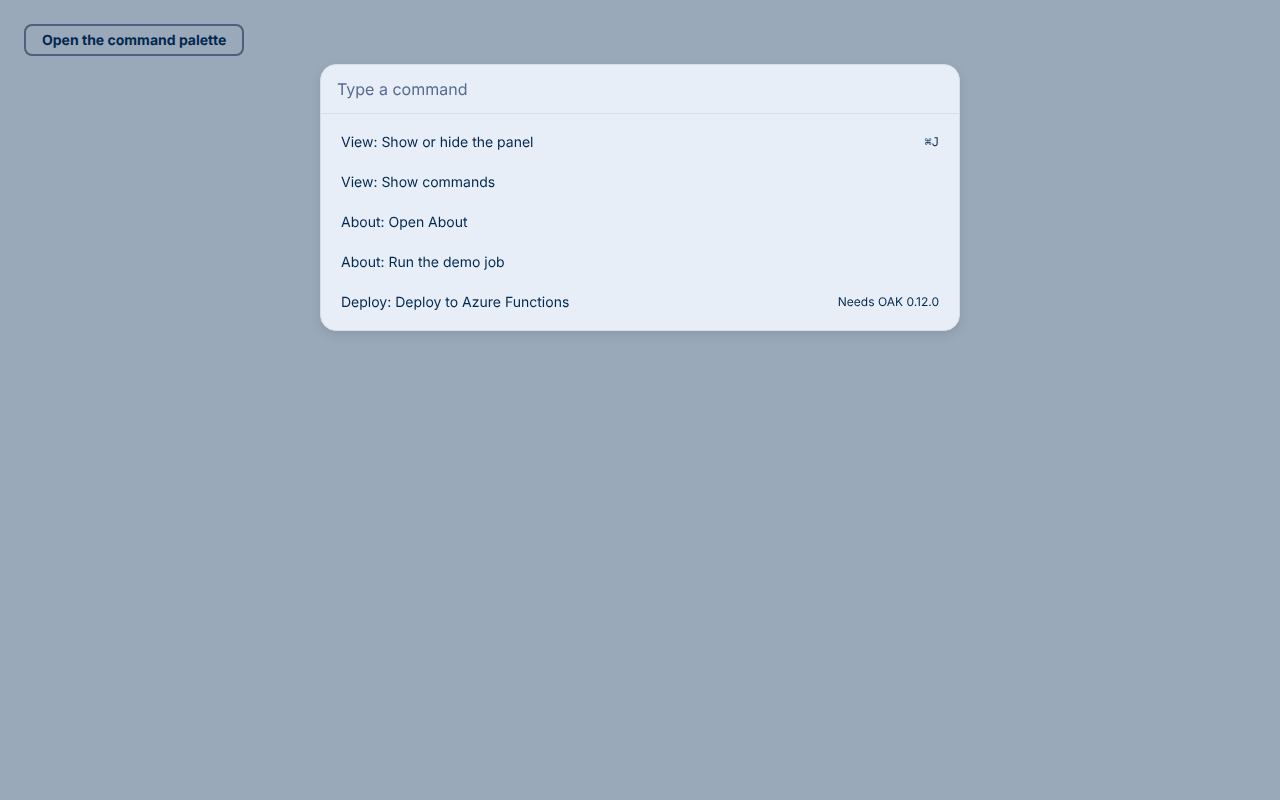 Open the command palette
Type a command
View: Show or hide the panel ⌘J
View: Show commands
About: Open About
About: Run the demo job
Deploy: Deploy to Azure Functions Needs OAK 0.12.0